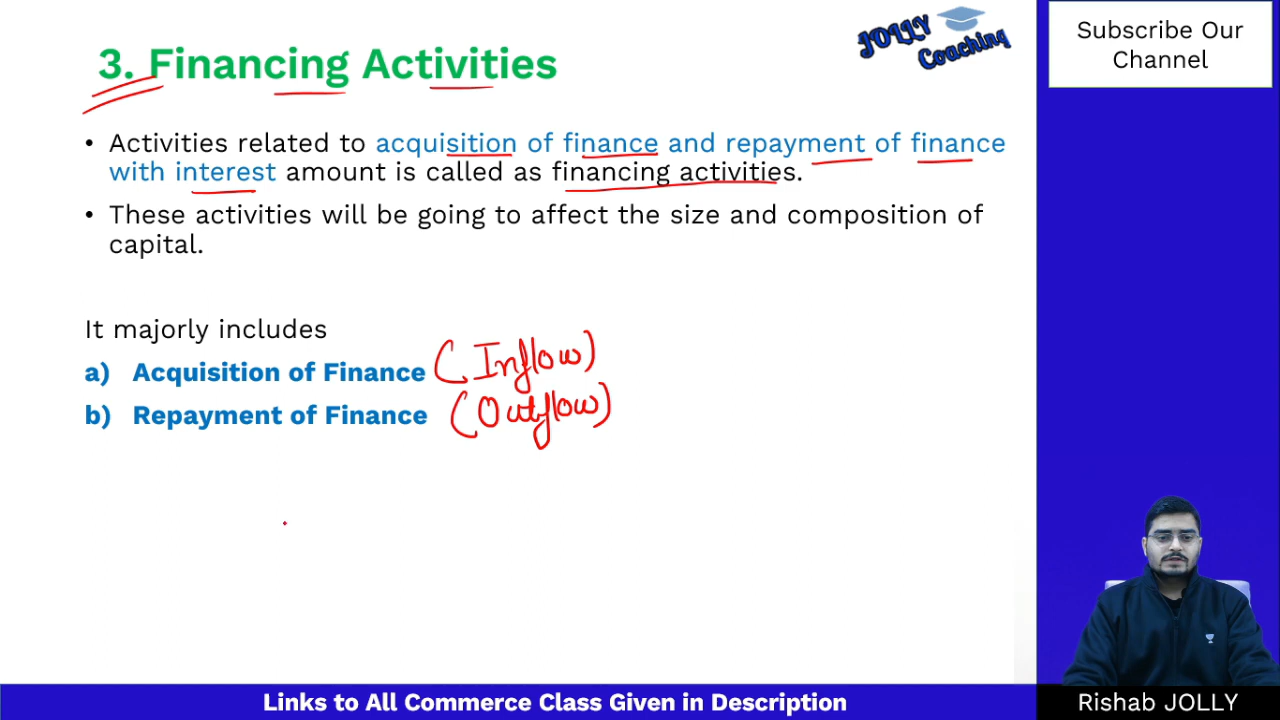 3. Financing Activities
JOLLY
Coaching
Subscribe Our
Channel
• Activities related to acquisition of finance and repayment of finance
with interest amount is called as financing activities.
• These activities will be going to affect the size and composition of
capital.
It majorly includes
a) Acquisition of Finance (Inflow)
b) Repayment of Finance (Outflow)
Links to All Commerce Class Given in Description
Rishab JOLLY